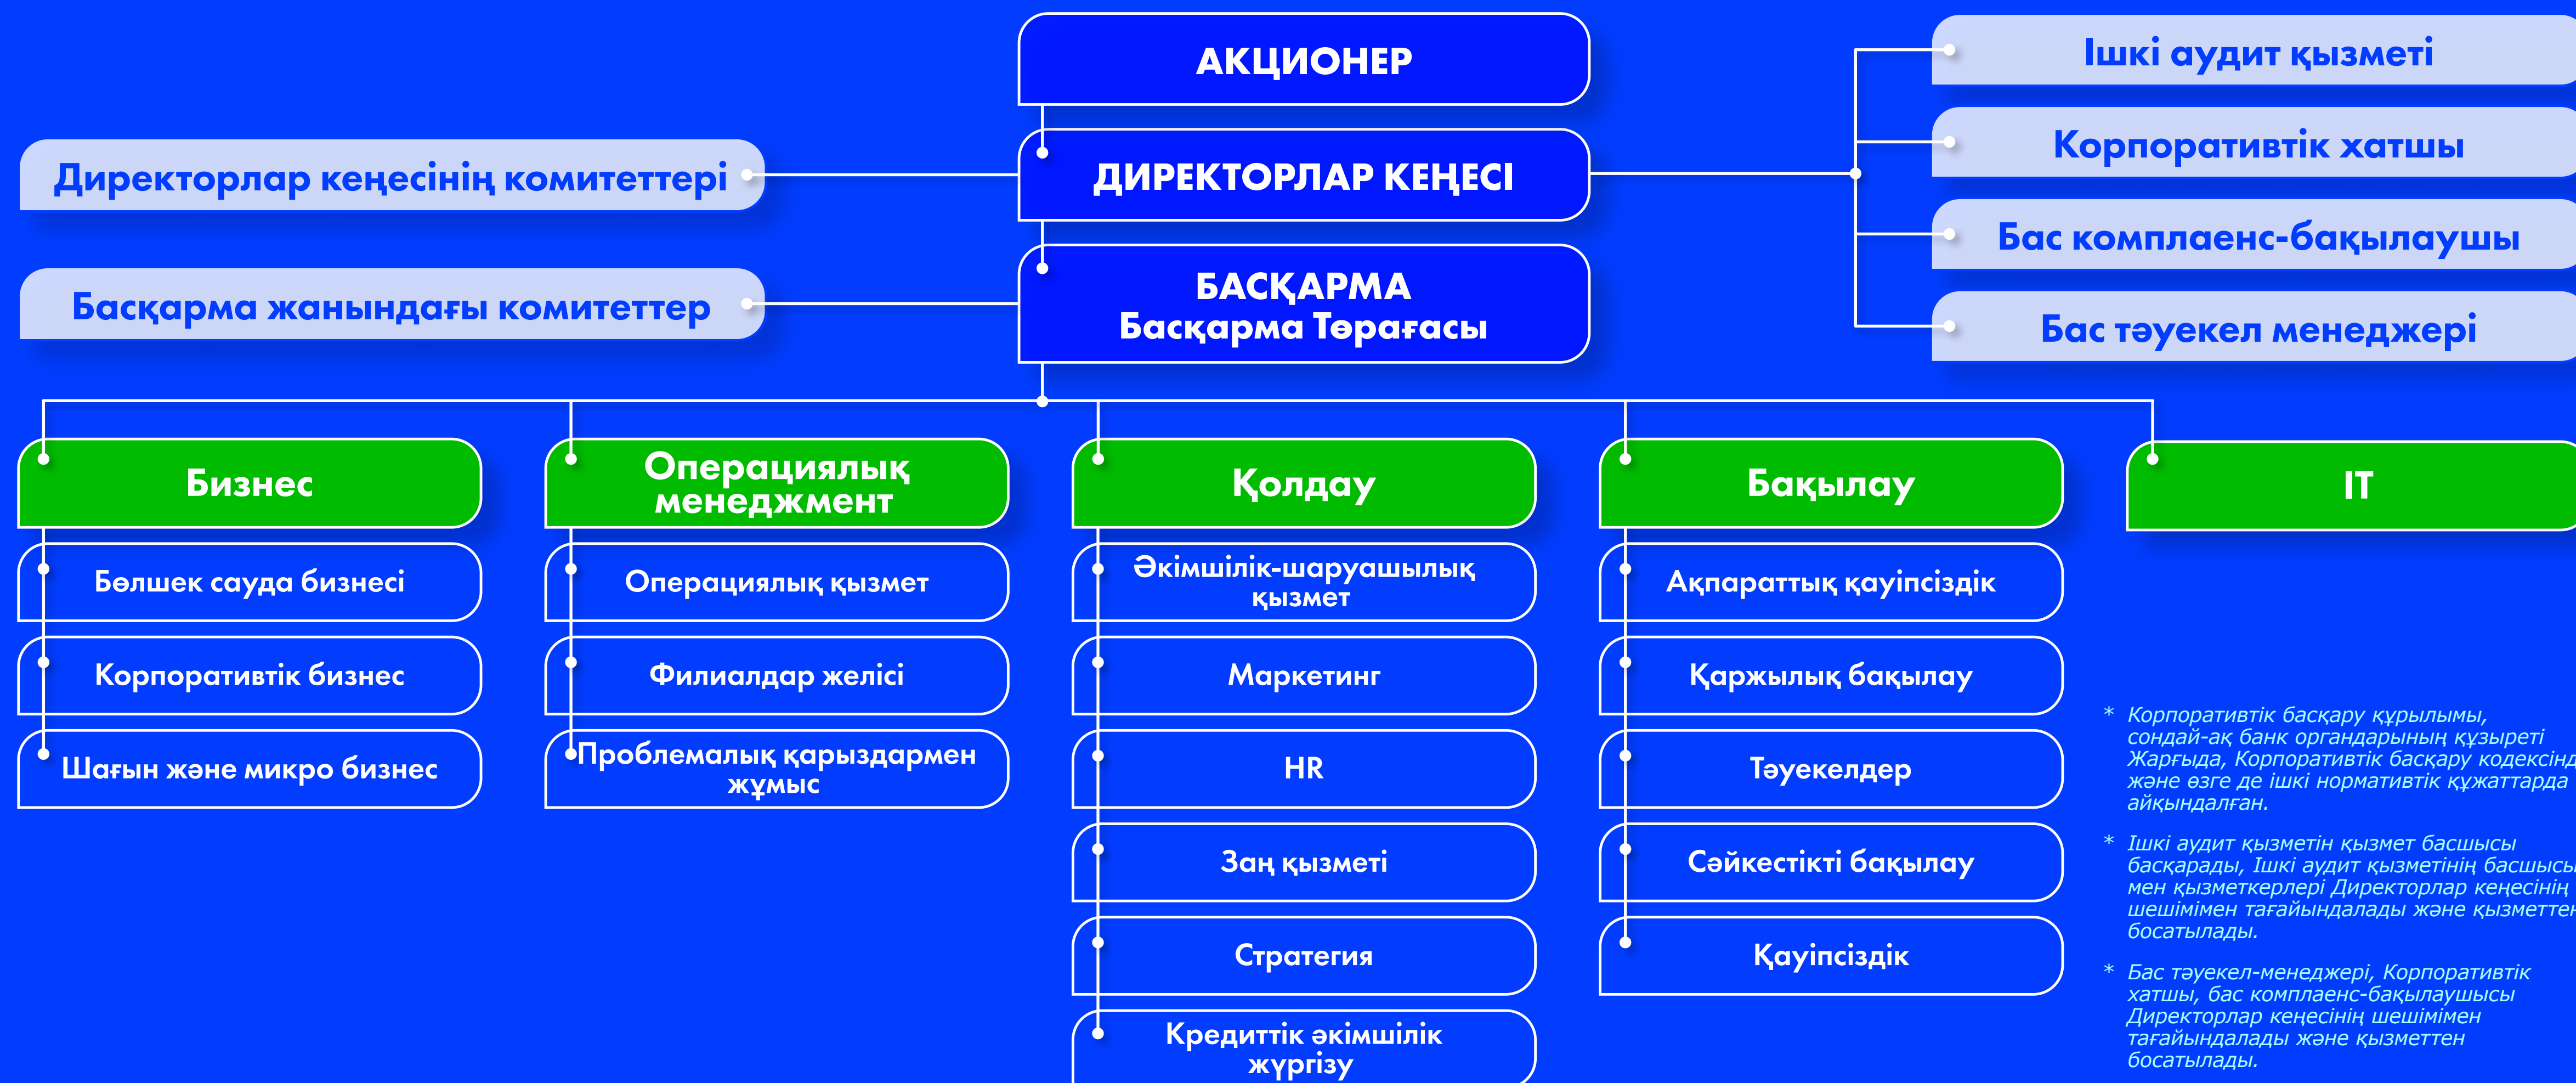 АКЦИОНЕР
Ішкі аудит қызметі
Корпоративтік хатшы
Директорлар кеңесінің комитеттері
ДИРЕКТОРЛАР КЕҢЕСІ
Бас комплаенс-бақылаушы
Басқарма жанындағы комитеттер
БАСҚАРМА
Басқарма Төрағасы
Бас тәуекел менеджері
Бизнес
Бөлшек сауда бизнесі
Корпоративтік бизнес
Шағын және микро бизнес
Операциялық
менеджмент
Операциялық қызмет
Филиалдар желісі
Проблемалық қарыздармен
жұмыс
Қолдау
Әкімшілік-шаруашылық
қызмет
Маркетинг
HR
Заң қызметі
Стратегия
Кредиттік әкімшілік
жүргізу
Бақылау
Ақпараттық қауіпсіздік
Қаржылық бақылау
Тәуекелдер
Сәйкестікті бақылау
Қауіпсіздік
IT
* Корпоративтік басқару құрылымы,
сондай-ақ банк органдарының құзыреті
Жарғыда, Корпоративтік басқару
және өзге де ішкі нормативтік құжаттарда
айқындалған.
* Ішкі аудит қызметін қызмет басшысы
басқарады, Ішкі аудит қызметінің басшысы
мен қызметкерлері Директорлар кеңесінің
шешімімен тағайындалады және қызметтен
босатылады.
* Бас тәуекел-менеджері, Корпоративтік
хатшы, бас комплаенс-бақылаушысы
Директорлар кеңесінің шешімімен
тағайындалады және қызметтен
босатылады.